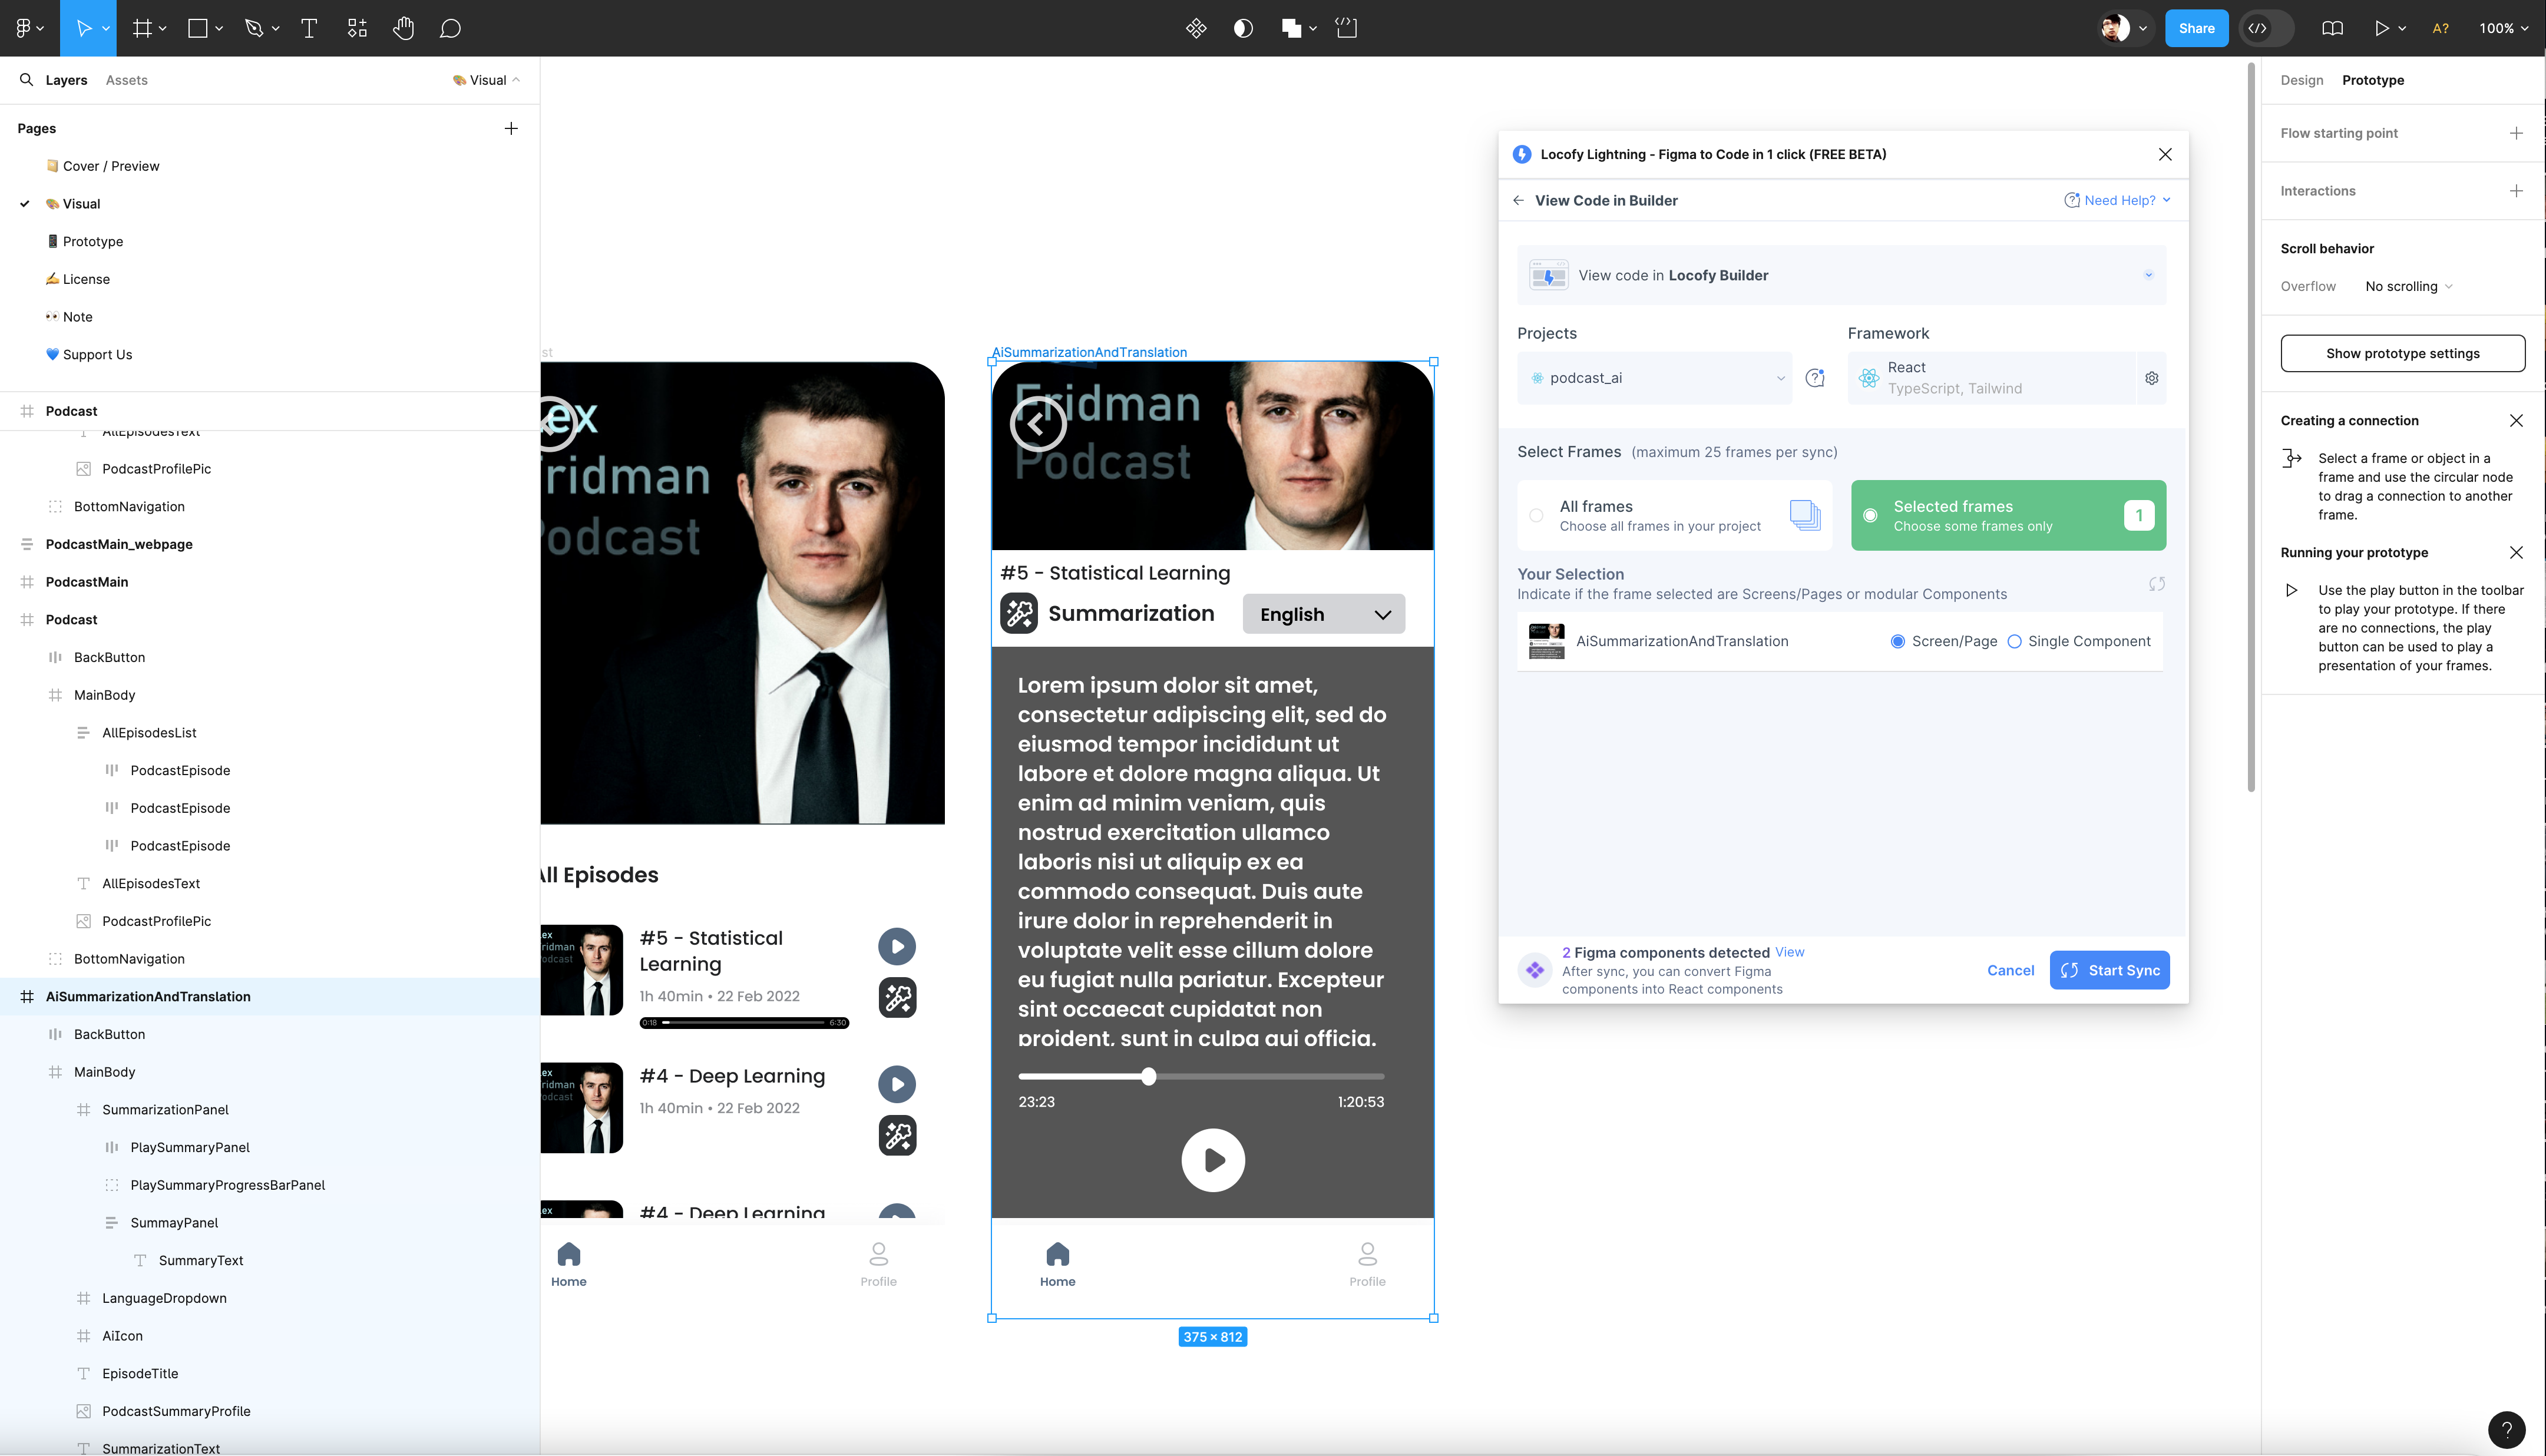 A?
Share
100%
Layers
Assets
Visual
Pages
Cover / Preview
Visual
Prototype
License
Note
Support Us
Podcast
AllEpisodesText
PodcastProfilePic
BottomNavigation
PodcastMain_webpage
PodcastMain
Podcast
BackButton
MainBody
AllEpisodesList
PodcastEpisode
PodcastEpisode
PodcastEpisode
AllEpisodesText
PodcastProfilePic
BottomNavigation
AiSummarizationAndTranslation
BackButton
MainBody
SummarizationPanel
PlaySummaryPanel
PlaySummaryProgressBarPanel
SummayPanel
SummaryText
LanguageDropdown
AiIcon
EpisodeTitle
PodcastSummaryProfile
SummarizationText
st
ex
ridman
Podcast
All Episodes
ex
ridman
Podcast
#5 - Statistical
Learning
1h 40min • 22 Feb 2022
0:18
6:30
ex
ridman
Podcast
#4 - Deep Learning
1h 40min • 22 Feb 2022
ex
#4 - Deep Learning
Home
Profile
AiSummarizationAndTranslation
Fridman
Podcast
#5 - Statistical Learning
Summarization
English
Lorem ipsum dolor sit amet,
consectetur adipiscing elit, sed do
eiusmod tempor incididunt ut
labore et dolore magna aliqua. Ut
enim ad minim veniam, quis
nostrud exercitation ullamco
laboris nisi ut aliquip ex ea
commodo consequat. Duis aute
irure dolor in reprehenderit in
voluptate velit esse cillum dolore
eu fugiat nulla pariatur. Excepteur
sint occaecat cupidatat non
proident, sunt in culpa qui officia.
23:23
1:20:53
Home
Profile
375 × 812
Locofy Lightning - Figma to Code in 1 click (FREE BETA)
View Code in Builder
Need Help?
View code in Locofy Builder
Projects
Framework
podcast_ai
React
TypeScript, Tailwind
Select Frames (maximum 25 frames per sync)
All frames
Choose all frames in your project
Selected frames
Choose some frames only
1
Your Selection
Indicate if the frame selected are Screens/Pages or modular Components
AiSummarizationAndTranslation
Screen/Page
Single Component
2 Figma components detected View
After sync, you can convert Figma
components into React components
Cancel
Start Sync
Design
Prototype
Flow starting point
Interactions
Scroll behavior
Overflow
No scrolling
Show prototype settings
Creating a connection
Select a frame or object in a
frame and use the circular node
to drag a connection to another
frame.
Running your prototype
Use the play button in the toolbar
to play your prototype. If there
are no connections, the play
button can be used to play a
presentation of your frames.
?